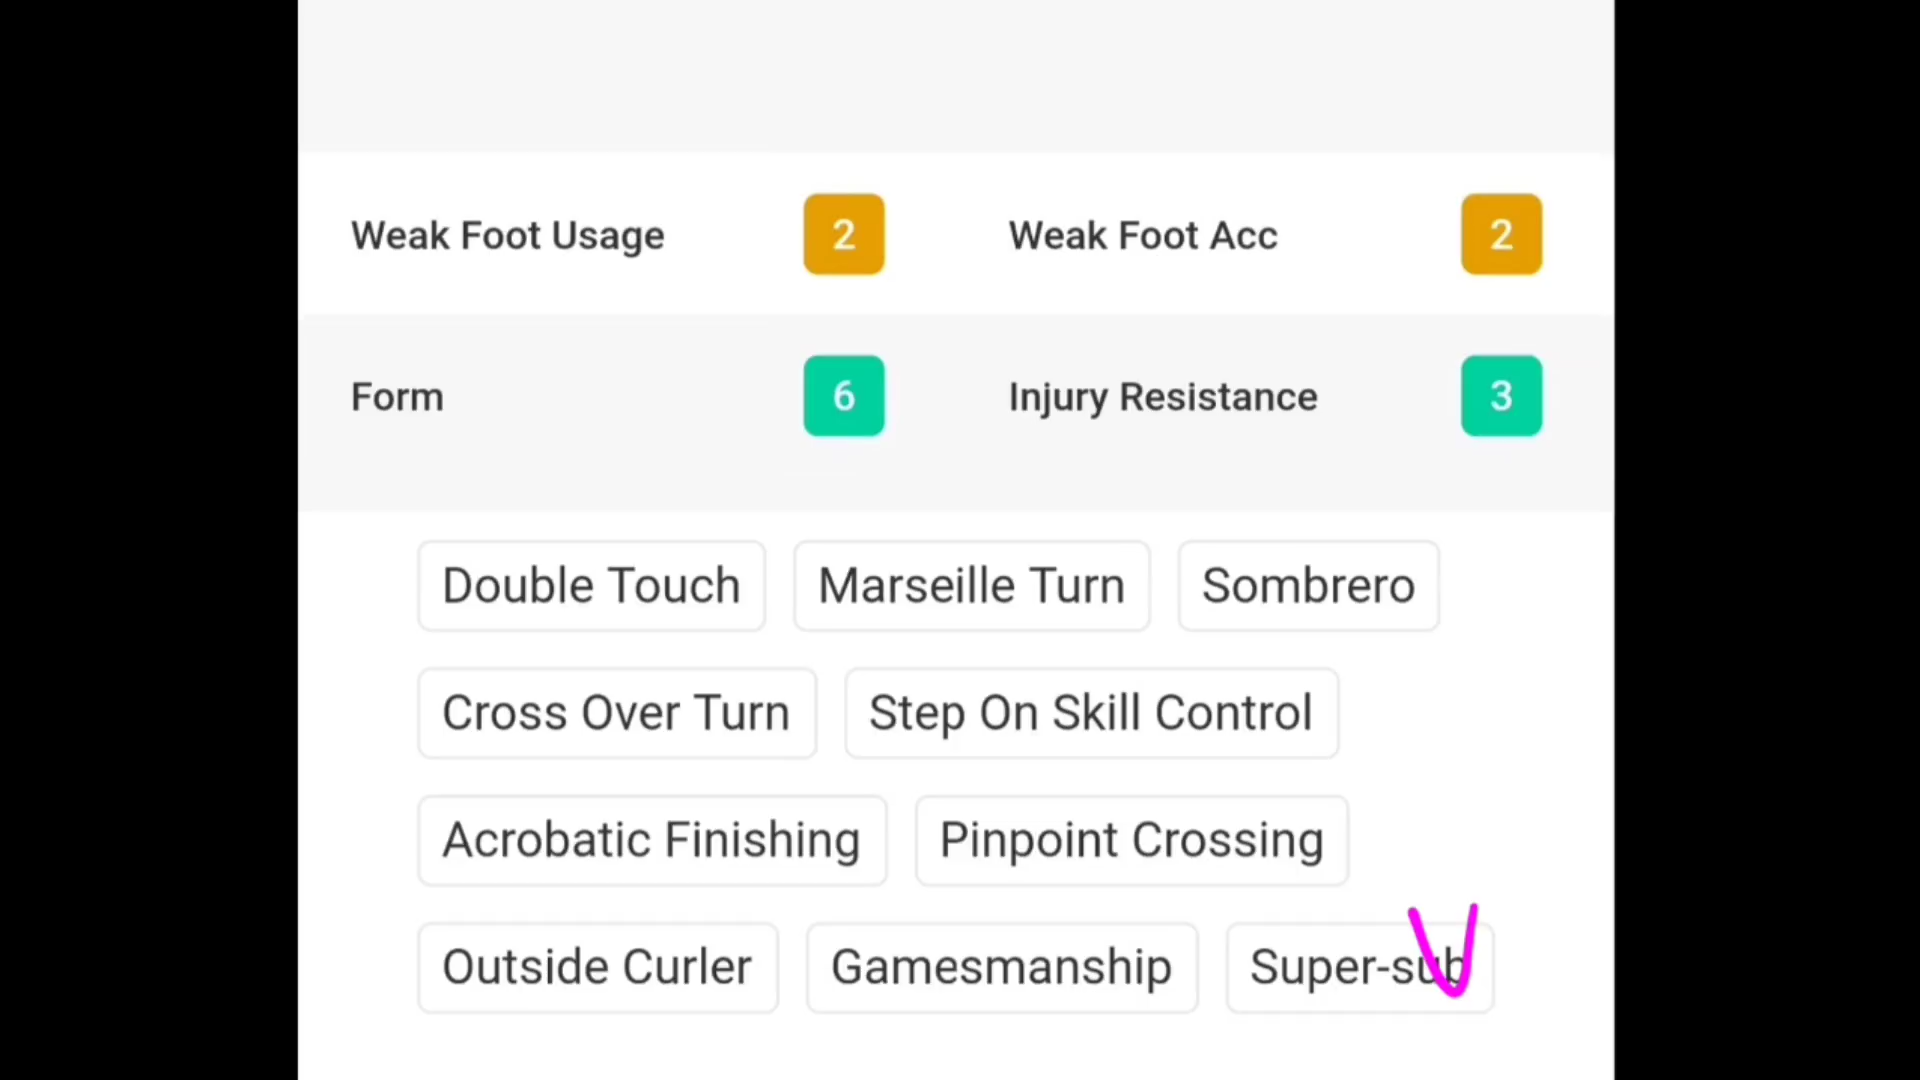 Weak Foot Usage 2 Weak Foot Acc 2
Form 6 Injury Resistance 3
Double Touch Marseille Turn Sombrero
Cross Over Turn Step On Skill Control
Acrobatic Finishing Pinpoint Crossing
Outside Curler Gamesmanship Super-sub